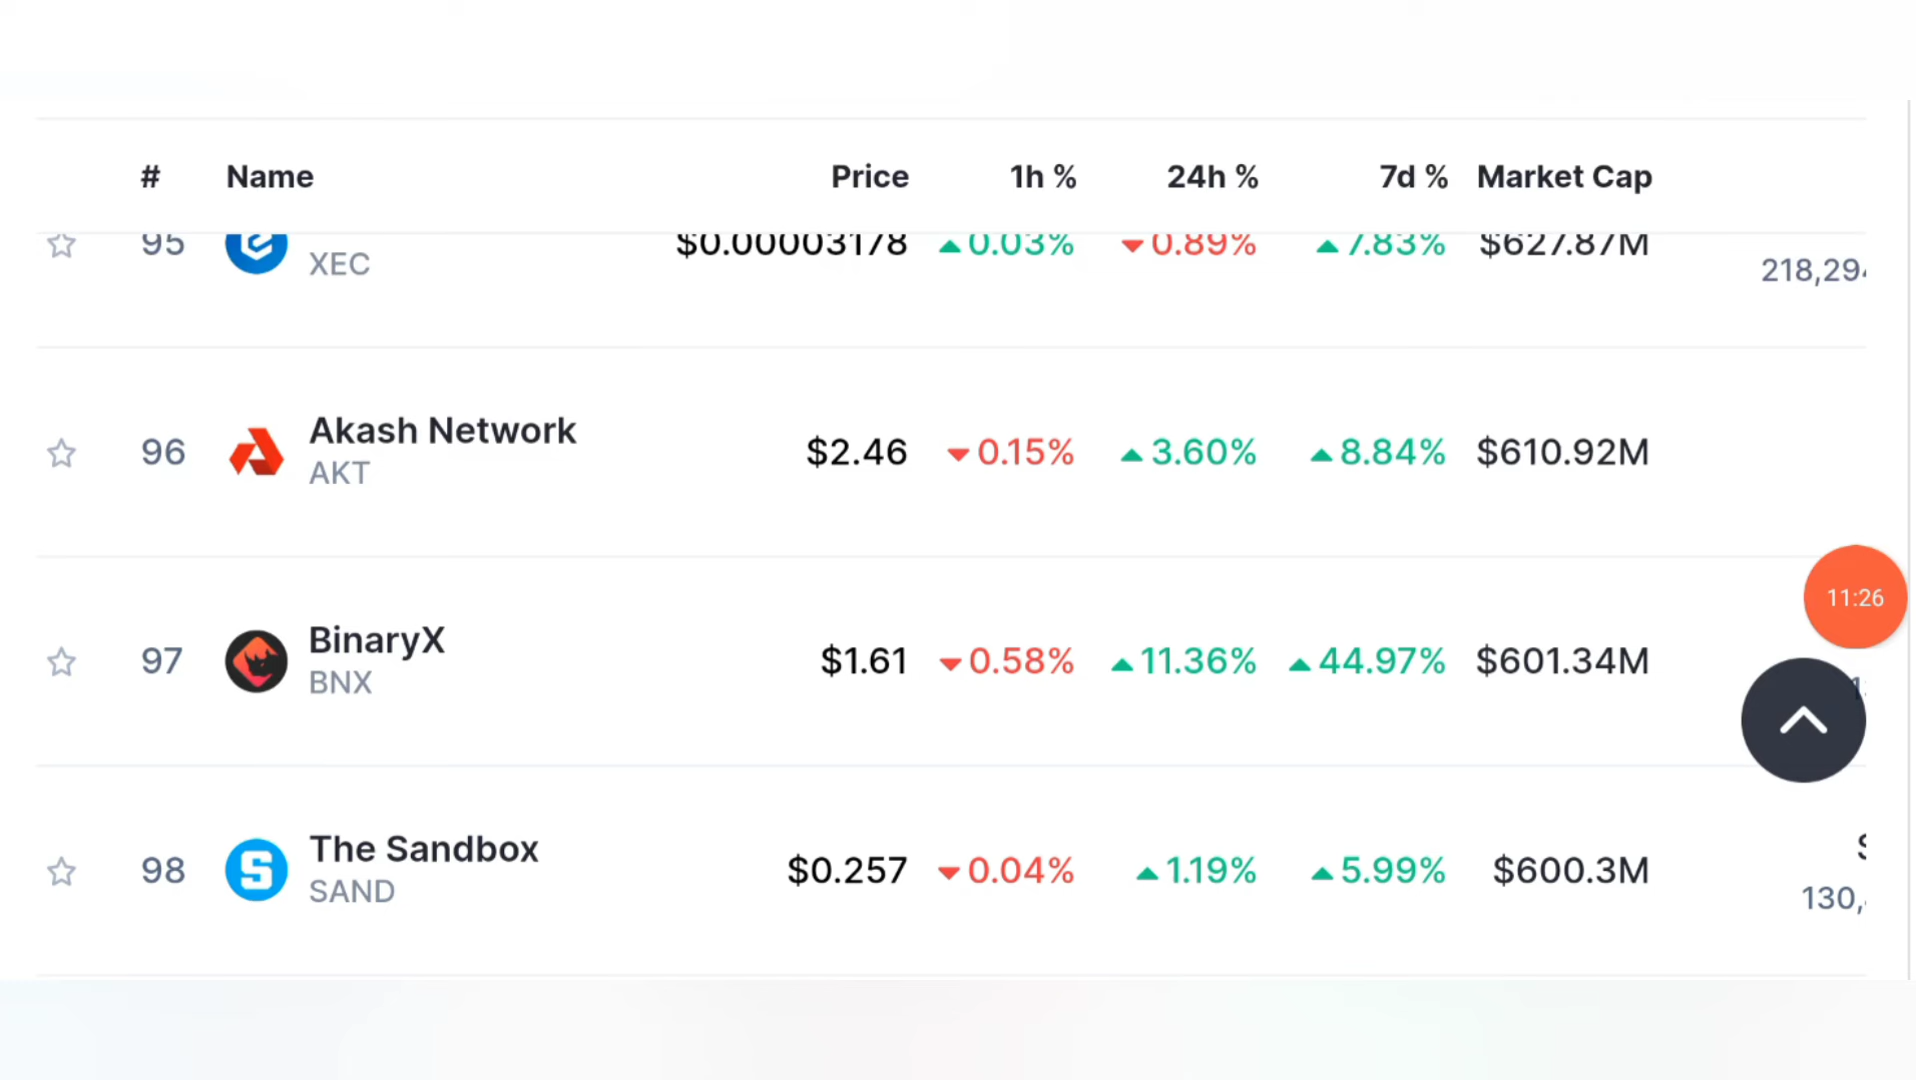 # Name Price 1h % 24h % 7d % Market Cap
95 XEC $0.00003178 0.03% 0.89% 7.83% $627.87M
218,294
96 Akash Network $2.46 0.15% 3.60% 8.84% $610.92M
AKT
11:26
97 BinaryX $1.61 0.58% 11.36% 44.97% $601.34M
BNX
98 The Sandbox $0.257 0.04% 1.19% 5.99% $600.3M
SAND
130,